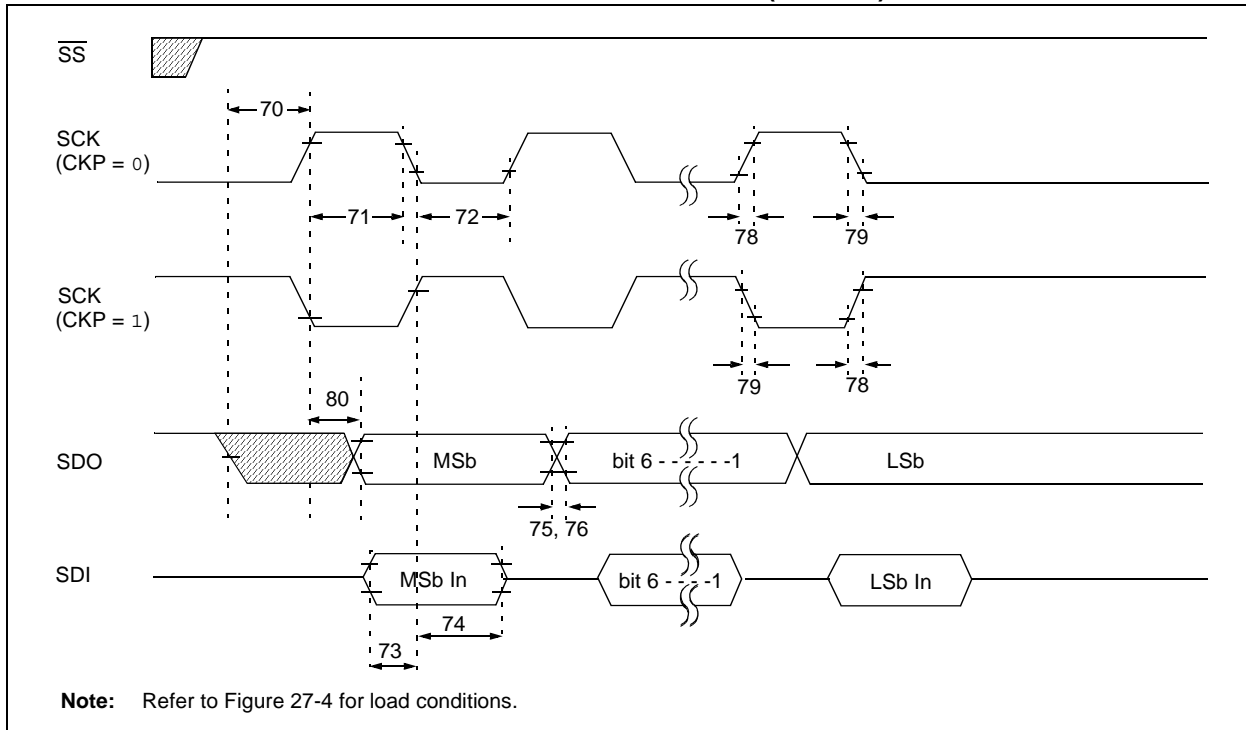 SS
70
SCK
(CKP = 0)
71
72
78
79
SCK
(CKP = 1)
79
78
80
SDO
MSb
bit 6 - - - - - - -1
LSb
75, 76
SDI
MSb In
bit 6 - - - - -1
LSb In
74
73
Note: Refer to Figure 27-4 for load conditions.